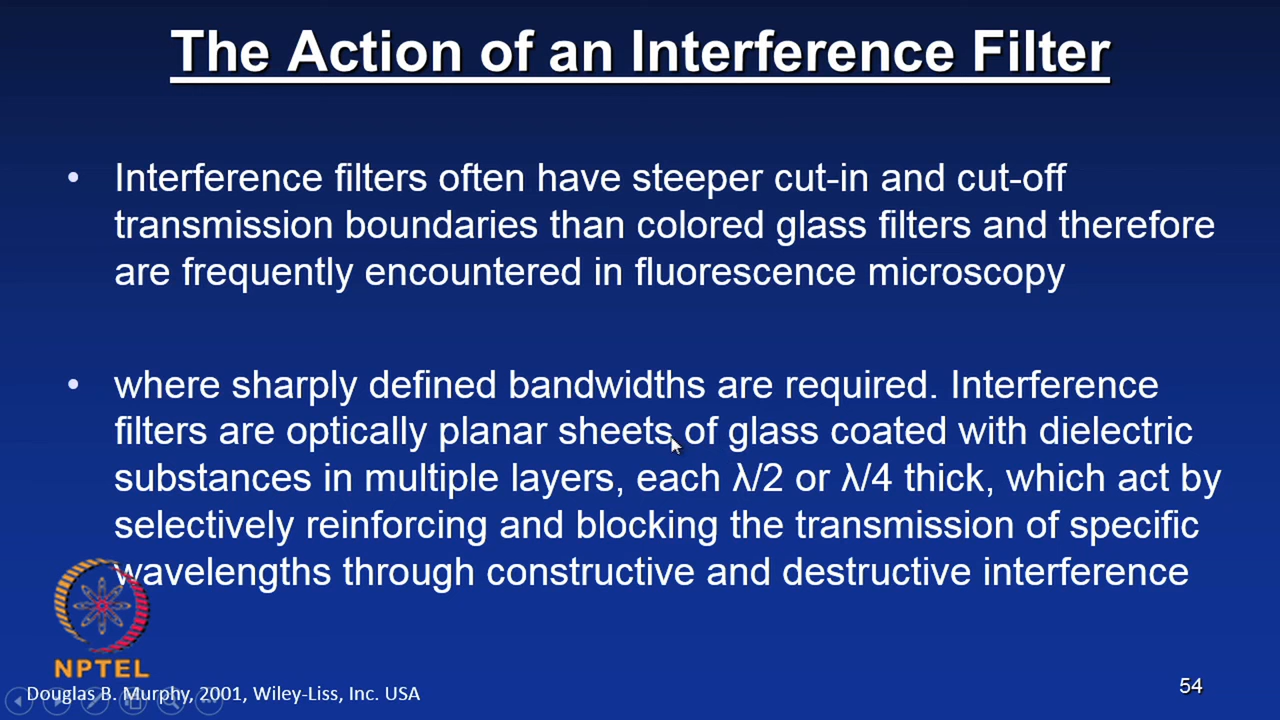 The Action of an Interference Filter
• Interference filters often have steeper cut-in and cut-off
transmission boundaries than colored glass filters and therefore
are frequently encountered in fluorescence microscopy
• where sharply defined bandwidths are required. Interference
filters are optically planar sheets of glass coated with dielectric
substances in multiple layers, each λ/2 or λ/4 thick, which act by
selectively reinforcing and blocking the transmission of specific
wavelengths through constructive and destructive interference
NPTEL
Douglas B. Murphy, 2001, Wiley-Liss, Inc. USA
54